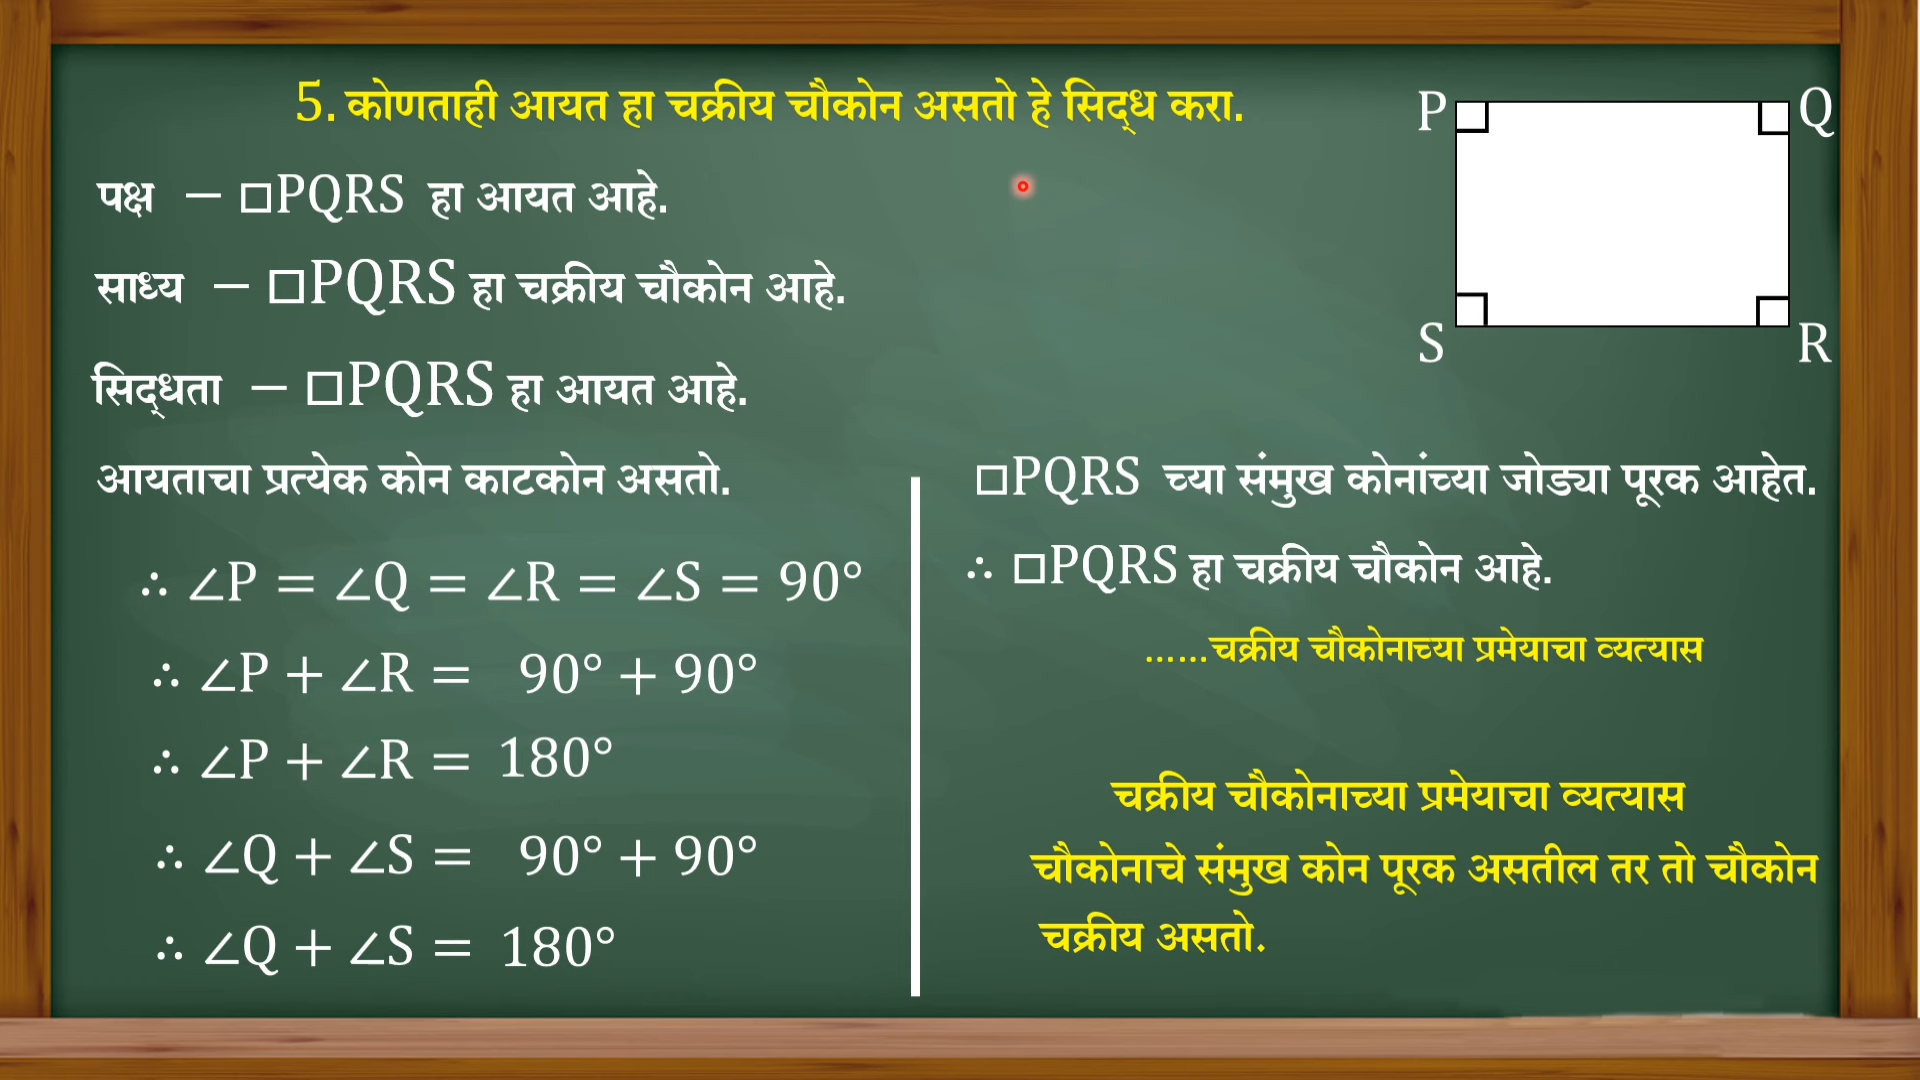 5. कोणताही आयत हा चक्रीय चौकोन असतो हे सिद्ध करा.
P
Q
S
R
पक्ष – □PQRS हा आयत आहे.
साध्य – □PQRS हा चक्रीय चौकोन आहे.
सिद्धता – □PQRS हा आयत आहे.
आयताचा प्रत्येक कोन काटकोन असतो.
∴ ∠P = ∠Q = ∠R = ∠S = 90°
∴ ∠P + ∠R = 90° + 90°
∴ ∠P + ∠R = 180°
∴ ∠Q + ∠S = 90° + 90°
∴ ∠Q + ∠S = 180°
□PQRS च्या संमुख कोनांच्या जोड्या पूरक आहेत.
∴ □PQRS हा चक्रीय चौकोन आहे.
......चक्रीय चौकोनाच्या प्रमेयाचा व्यत्यास
चक्रीय चौकोनाच्या प्रमेयाचा व्यत्यास
चौकोनाचे संमुख कोन पूरक असतील तर तो चौकोन
चक्रीय असतो.